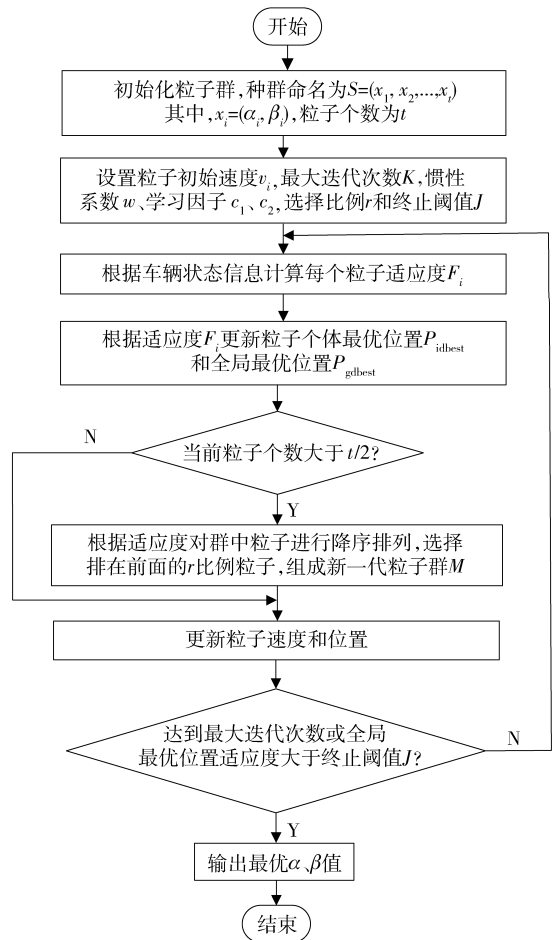 开始
初始化粒子群,种群命名为S=(x₁, x₂,...,xₜ)
其中, xᵢ=(αᵢ, βᵢ),粒子个数为t
设置粒子初始速度vᵢ,最大迭代次数K,惯性
系数 w、学习因子 c₁、c₂,选择比例r和终止阈值J
根据车辆状态信息计算每个粒子适应度Fᵢ
根据适应度Fᵢ更新粒子个体最优位置P_idbest
和全局最优位置P_gdbest
当前粒子个数大于 t/2?
N
Y
根据适应度对群中粒子进行降序排列,选择
排在前面的r比例粒子,组成新一代粒子群M
更新粒子速度和位置
达到最大迭代次数或全局
最优位置适应度大于终止阈值J?
N
Y
输出最优α、β值
结束